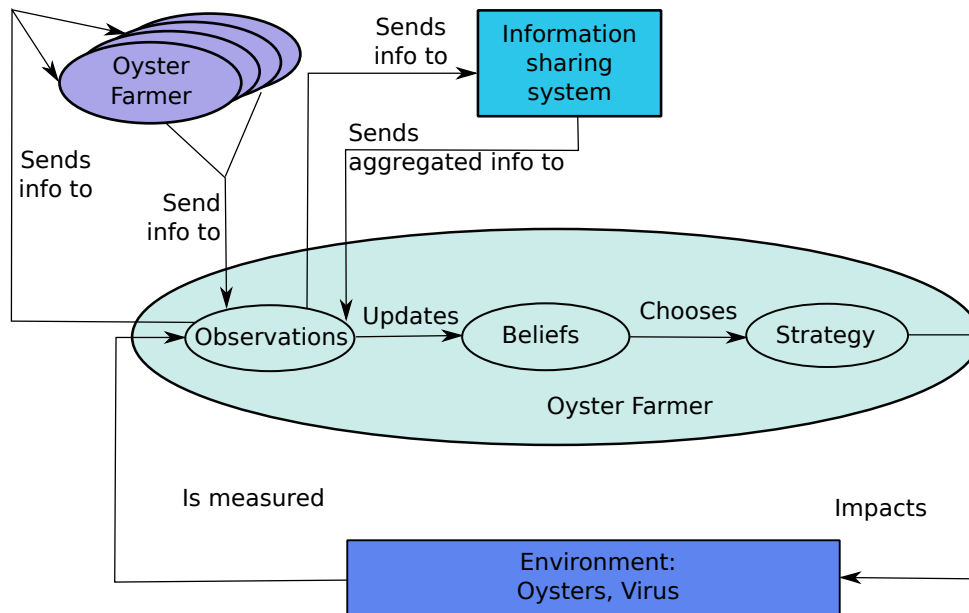 Oyster
Farmer
Sends
info to
Information
sharing
system
Sends
info to
Send
info to
Sends
aggregated info to
Observations
Updates
Beliefs
Chooses
Strategy
Oyster Farmer
Is measured
Impacts
Environment:
Oysters, Virus